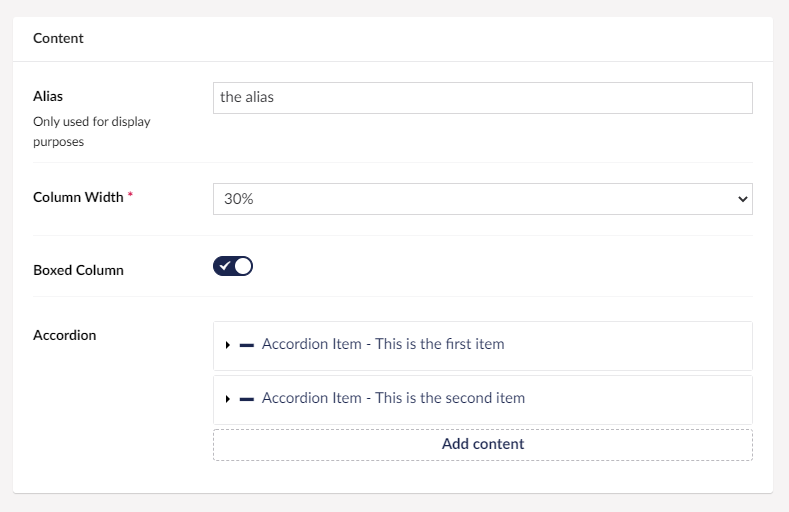 Content
Alias
the alias
Only used for display
purposes
Column Width *
30%
Boxed Column
Accordion
Accordion Item - This is the first item
Accordion Item - This is the second item
Add content